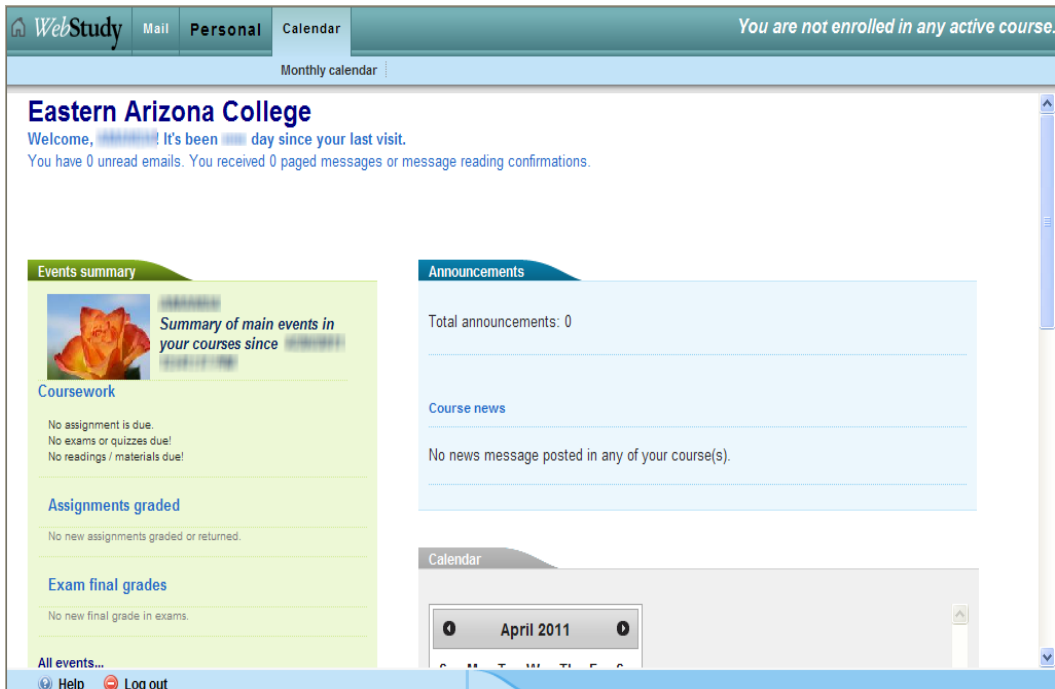 WebStudy Mail Personal Calendar You are not enrolled in any active course.
Monthly calendar
Eastern Arizona College
Welcome, ! It's been day since your last visit.
You have 0 unread emails. You received 0 paged messages or message reading confirmations.
Events summary
Summary of main events in
your courses since
Coursework
No assignment is due.
No exams or quizzes due!
No readings / materials due!
Assignments graded
No new assignments graded or returned.
Exam final grades
No new final grade in exams.
All events...
Announcements
Total announcements: 0
Course news
No news message posted in any of your course(s).
Calendar
April 2011
Help Log out